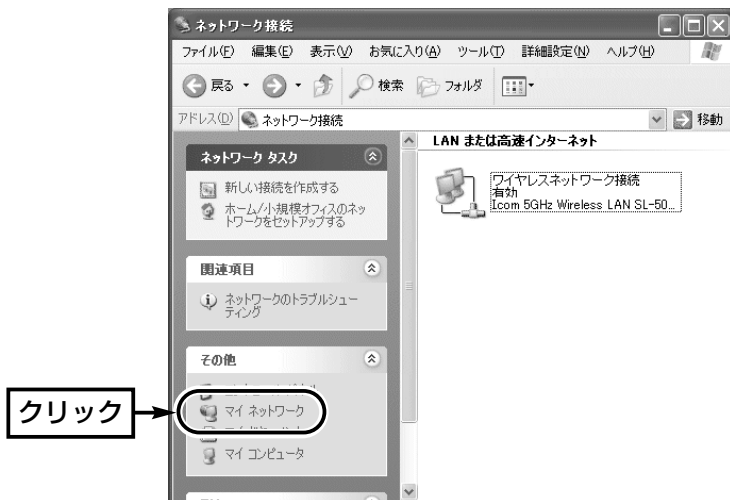 ネットワーク接続
ファイル(F) 編集(E) 表示(V) お気に入り(A) ツール(T) 詳細設定(N) ヘルプ(H)
戻る 検索 フォルダ
アドレス(D) ネットワーク接続 移動
ネットワーク タスク
新しい接続を作成する
ホーム/小規模オフィスのネッ
トワークをセットアップする
関連項目
ネットワークのトラブルシュー
ティング
その他
マイ ネットワーク
マイ コンピュータ
クリック
LAN または高速インターネット
ワイヤレスネットワーク接続
有効
Icom 5GHz Wireless LAN SL-50...